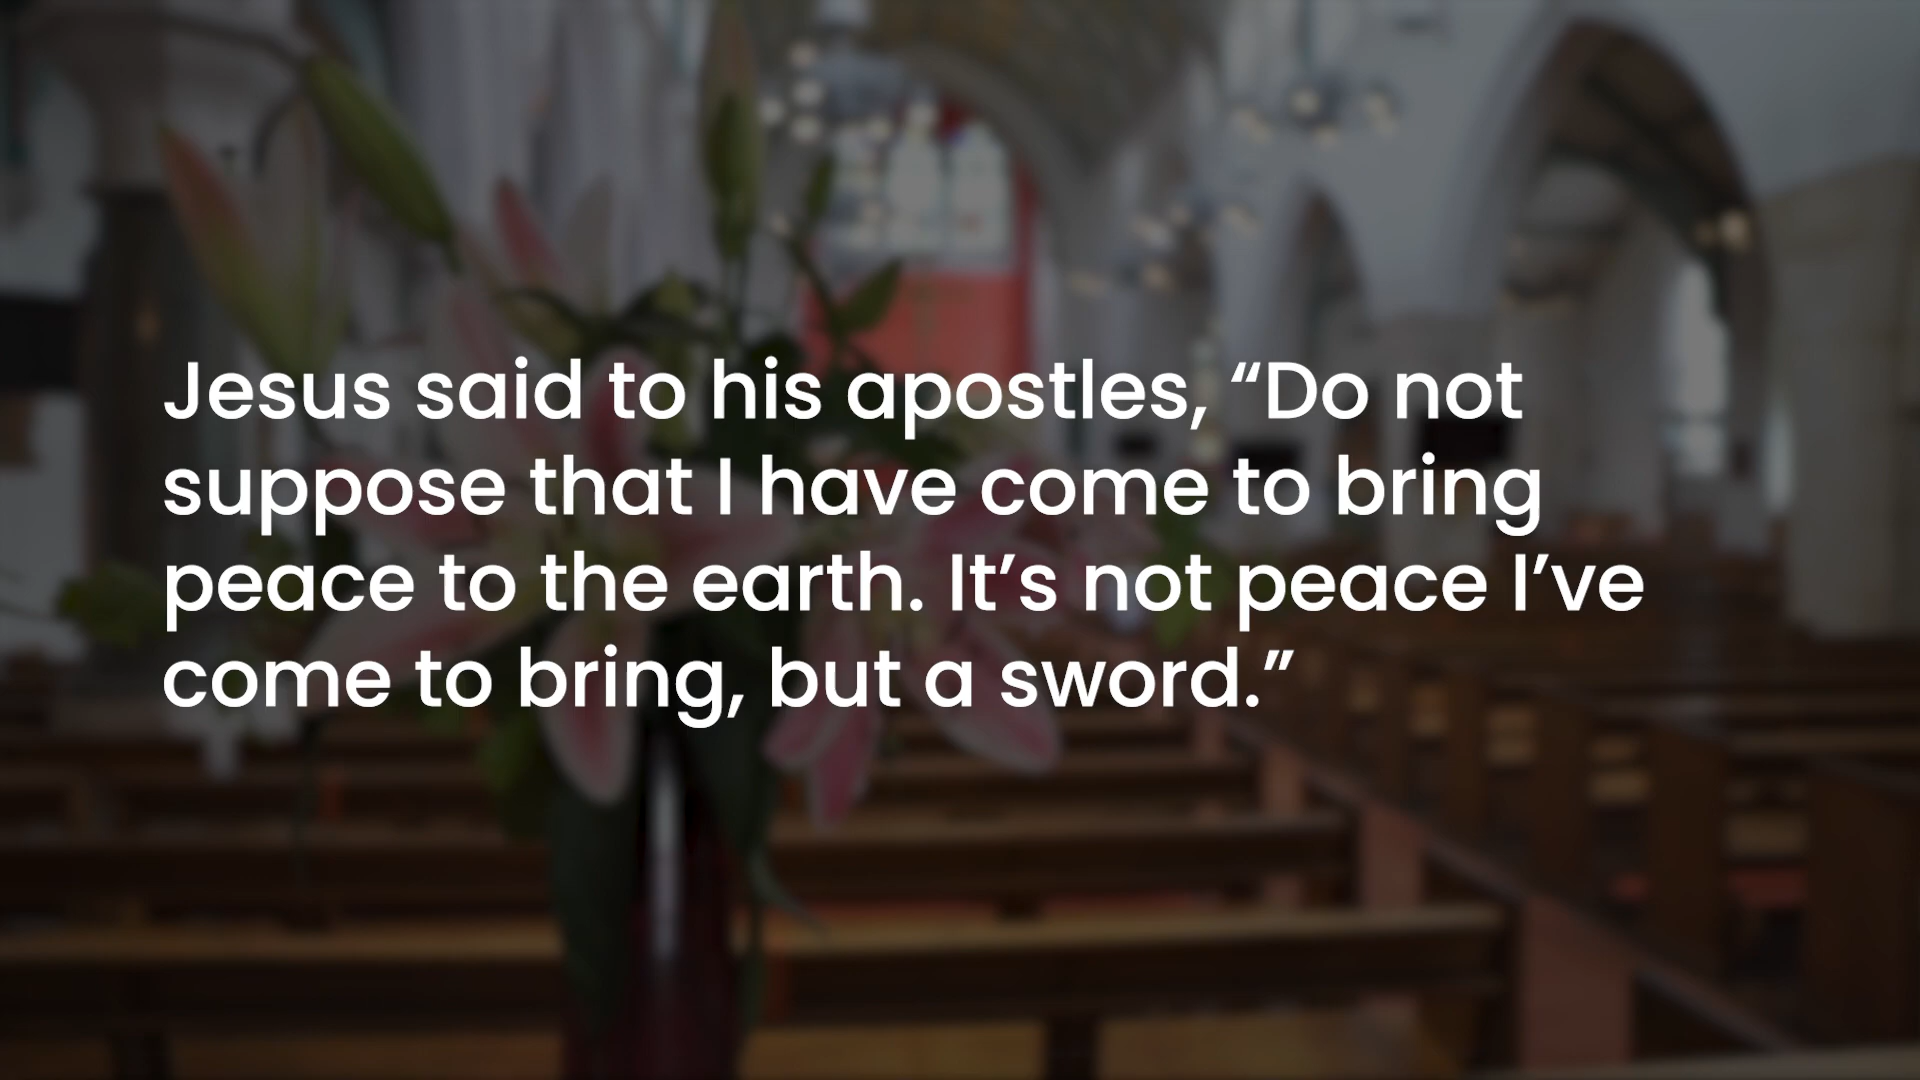 Jesus said to his apostles, “Do not
suppose that I have come to bring
peace to the earth. It’s not peace I’ve
come to bring, but a sword.”